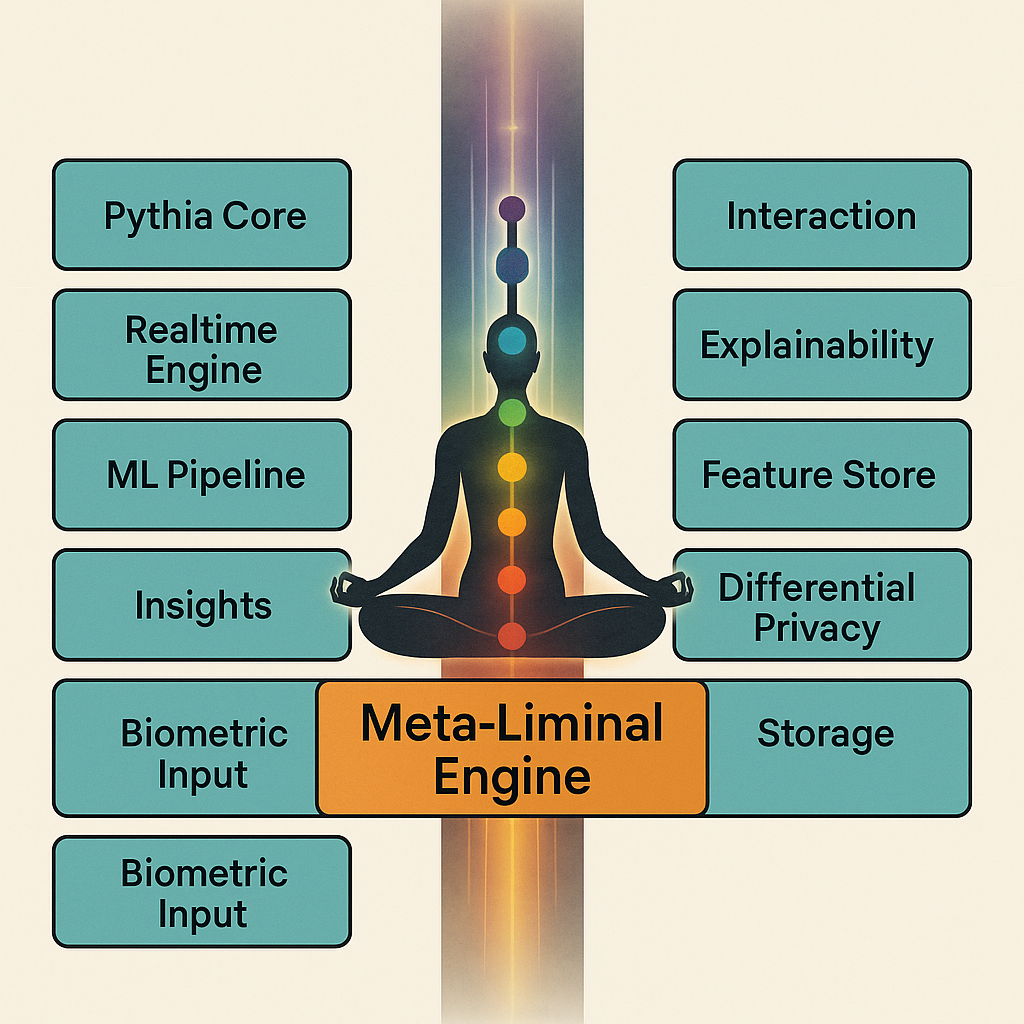 Pythia Core
Interaction
Realtime
Engine
Explainability
ML Pipeline
Feature Store
Insights
Differential
Privacy
Biometric
Input
Meta-Liminal
Engine
Storage
Biometric
Input